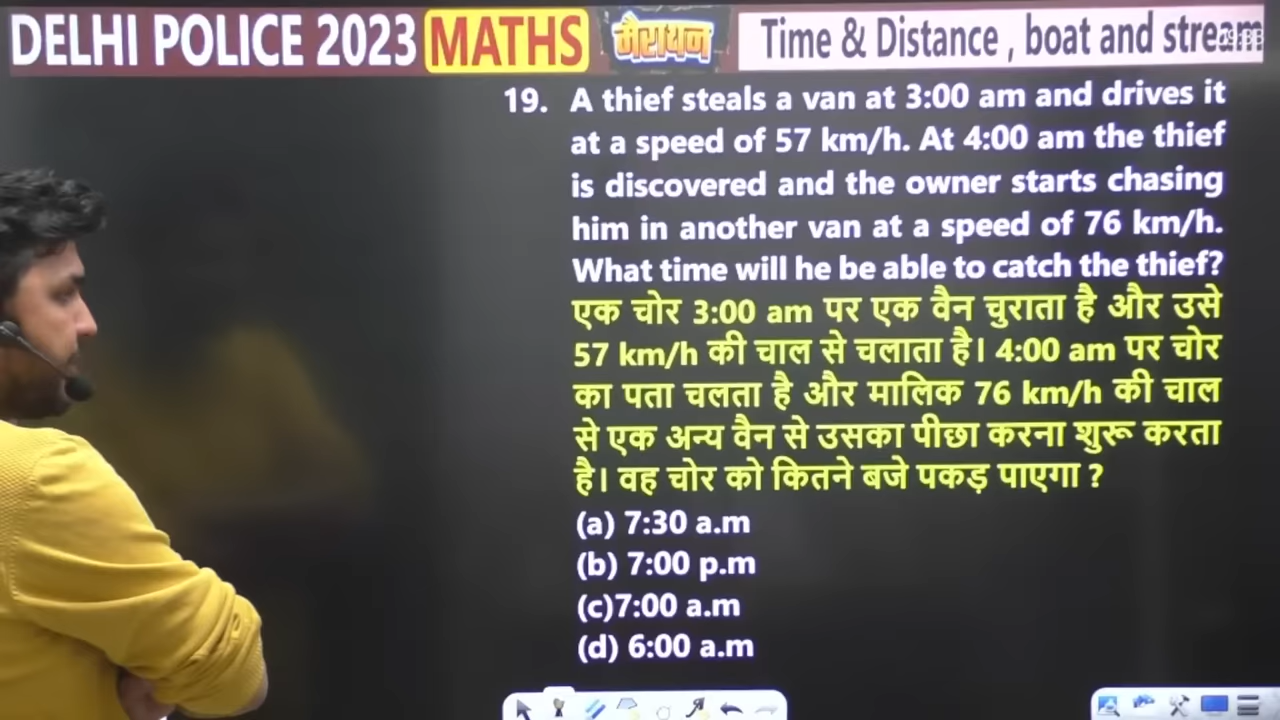 DELHI POLICE 2023 MATHS मैराथन Time & Distance , boat and stream
19. A thief steals a van at 3:00 am and drives it
at a speed of 57 km/h. At 4:00 am the thief
is discovered and the owner starts chasing
him in another van at a speed of 76 km/h.
What time will he be able to catch the thief?
एक चोर 3:00 am पर एक वैन चुराता है और उसे
57 km/h की चाल से चलाता है। 4:00 am पर चोर
का पता चलता है और मालिक 76 km/h की चाल
से एक अन्य वैन से उसका पीछा करना शुरू करता
है। वह चोर को कितने बजे पकड़ पाएगा ?
(a) 7:30 a.m
(b) 7:00 p.m
(c)7:00 a.m
(d) 6:00 a.m